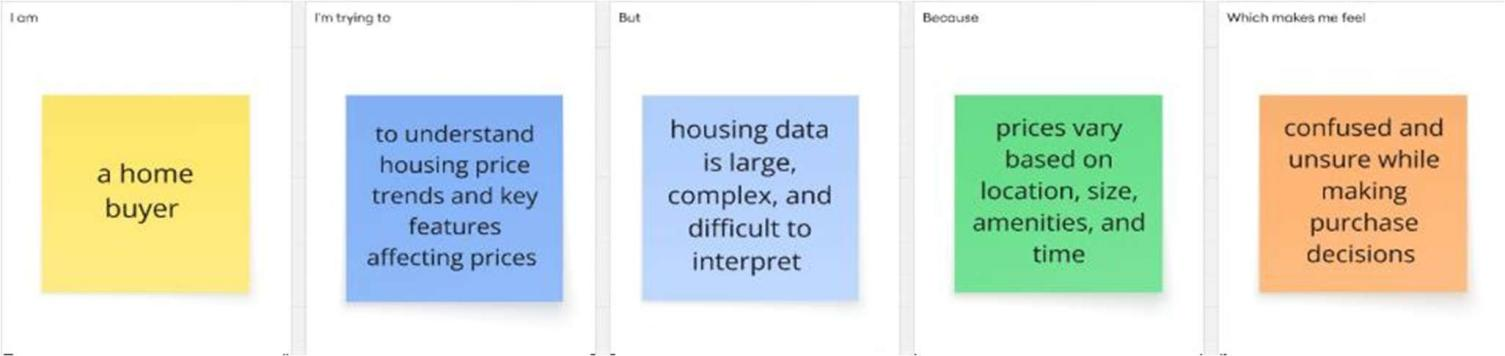 I am
a home
buyer
I'm trying to
to understand
housing price
trends and key
features
affecting prices
But
housing data
is large,
complex, and
difficult to
interpret
Because
prices vary
based on
location, size,
amenities, and
time
Which makes me feel
confused and
unsure while
making
purchase
decisions